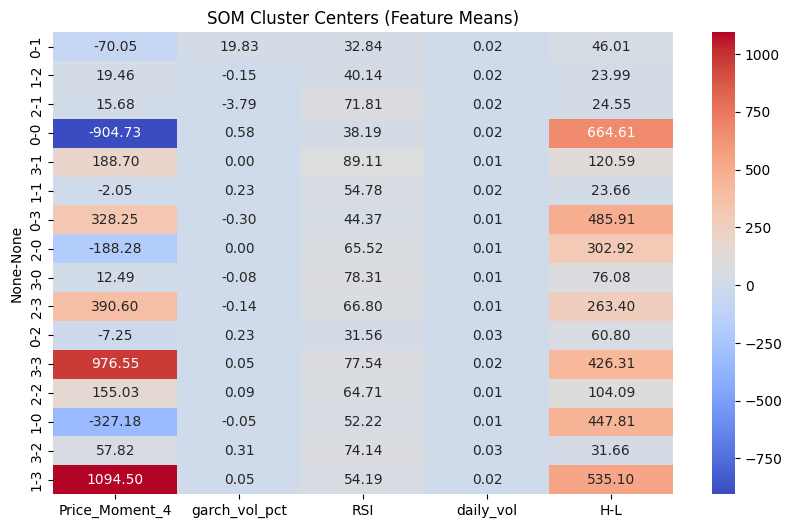 SOM Cluster Centers (Feature Means)
None-None
0-1 -70.05 19.83 32.84 0.02 46.01
1-2 19.46 -0.15 40.14 0.02 23.99
2-1 15.68 -3.79 71.81 0.02 24.55
0-0 -904.73 0.58 38.19 0.02 664.61
3-1 188.70 0.00 89.11 0.01 120.59
1-1 -2.05 0.23 54.78 0.02 23.66
0-3 328.25 -0.30 44.37 0.01 485.91
2-0 -188.28 0.00 65.52 0.01 302.92
3-0 12.49 -0.08 78.31 0.01 76.08
2-3 390.60 -0.14 66.80 0.01 263.40
0-2 -7.25 0.23 31.56 0.03 60.80
3-3 976.55 0.05 77.54 0.02 426.31
2-2 155.03 0.09 64.71 0.01 104.09
1-0 -327.18 -0.05 52.22 0.01 447.81
3-2 57.82 0.31 74.14 0.03 31.66
1-3 1094.50 0.05 54.19 0.02 535.10
Price_Moment_4 garch_vol_pct RSI daily_vol H-L
1000
750
500
250
0
−250
−500
−750